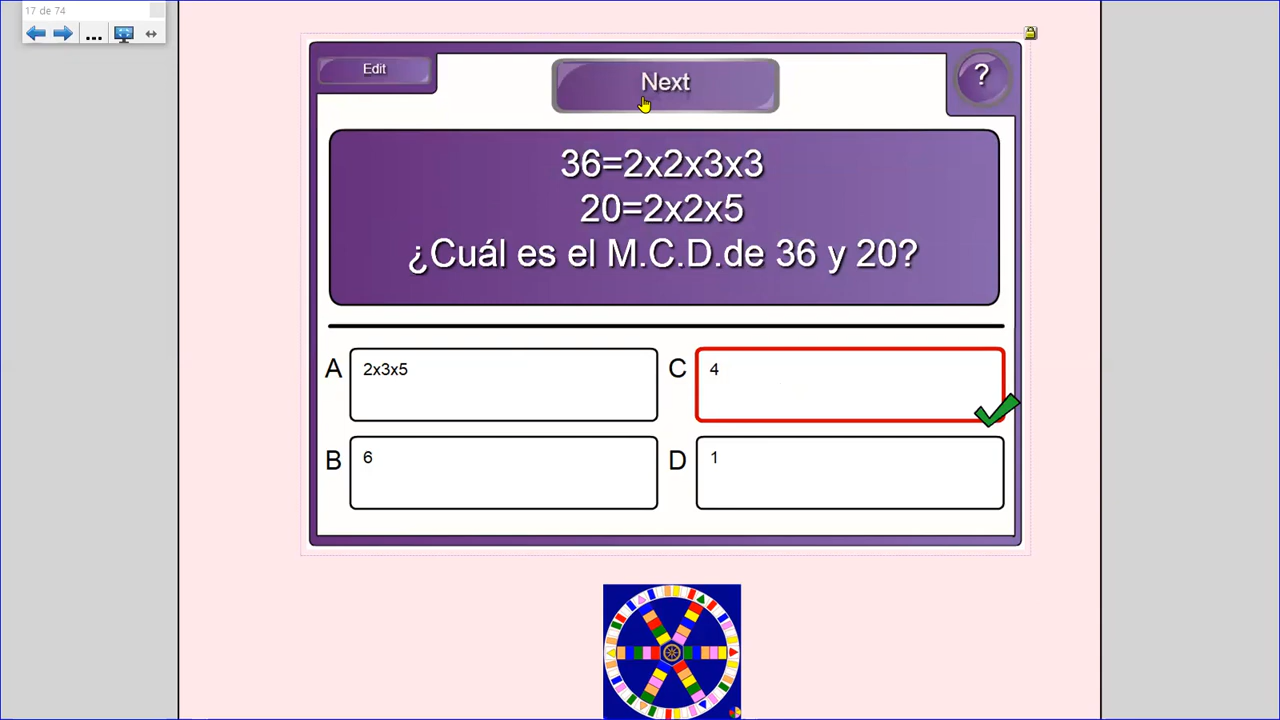 17 de 74
...
Edit
Next
?
36=2x2x3x3
20=2x2x5
¿Cuál es el M.C.D.de 36 y 20?
A
2x3x5
C
4
B
6
D
1